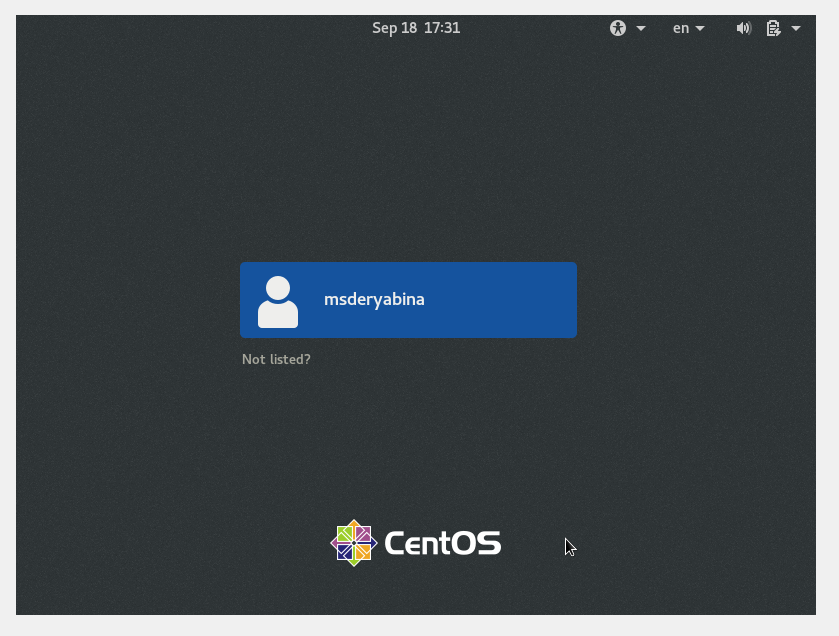 Sep 18 17:31
en
msderyabina
Not listed?
CentOS